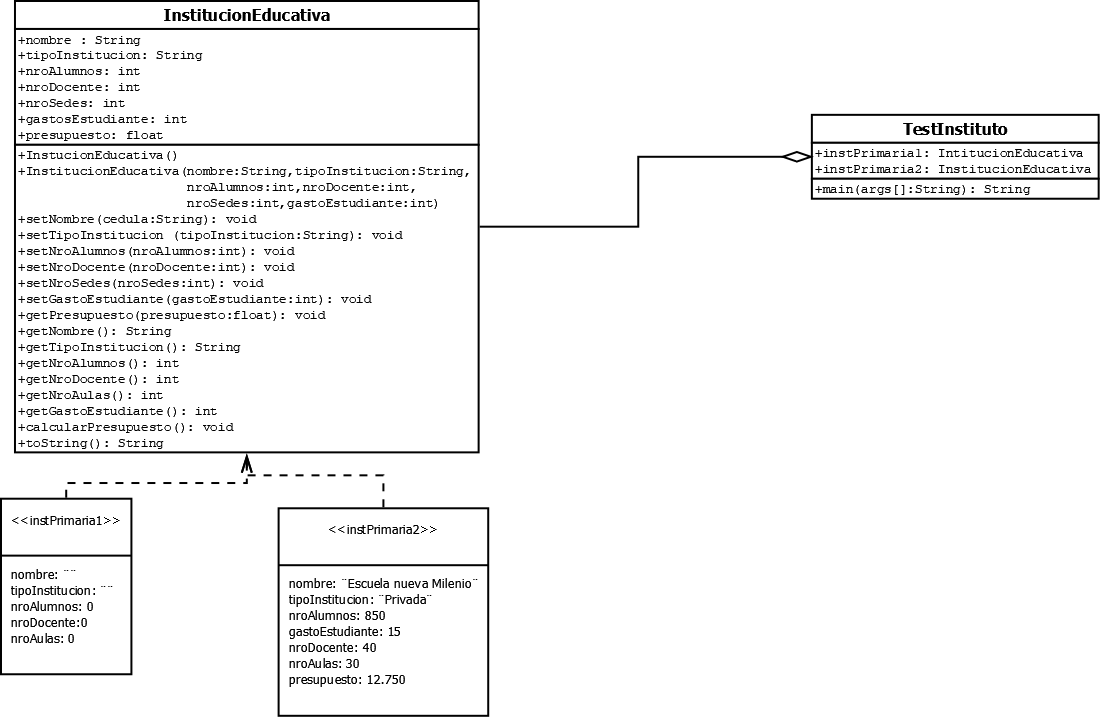 InstitucionEducativa
+nombre : String
+tipoInstitucion: String
+nroAlumnos: int
+nroDocente: int
+nroSedes: int
+gastosEstudiante: int
+presupuesto: float
+InstucionEducativa()
+InstitucionEducativa(nombre:String,tipoInstitucion:String,
nroAlumnos:int,nroDocente:int,
nroSedes:int,gastoEstudiante:int)
+setNombre(cedula:String): void
+setTipoInstitucion (tipoInstitucion:String): void
+setNroAlumnos(nroAlumnos:int): void
+setNroDocente(nroDocente:int): void
+setNroSedes(nroSedes:int): void
+setGastoEstudiante(gastoEstudiante:int): void
+getPresupuesto(presupuesto:float): void
+getNombre(): String
+getTipoInstitucion(): String
+getNroAlumnos(): int
+getNroDocente(): int
+getNroAulas(): int
+getGastoEstudiante(): int
+calcularPresupuesto(): void
+toString(): String
TestInstituto
+instPrimaria1: IntitucionEducativa
+instPrimaria2: InstitucionEducativa
+main(args[]:String): String
<<instPrimaria1>>
nombre: ¨¨
tipoInstitucion: ¨¨
nroAlumnos: 0
nroDocente:0
nroAulas: 0
<<instPrimaria2>>
nombre: ¨Escuela nueva Milenio¨
tipoInstitucion: ¨Privada¨
nroAlumnos: 850
gastoEstudiante: 15
nroDocente: 40
nroAulas: 30
presupuesto: 12.750